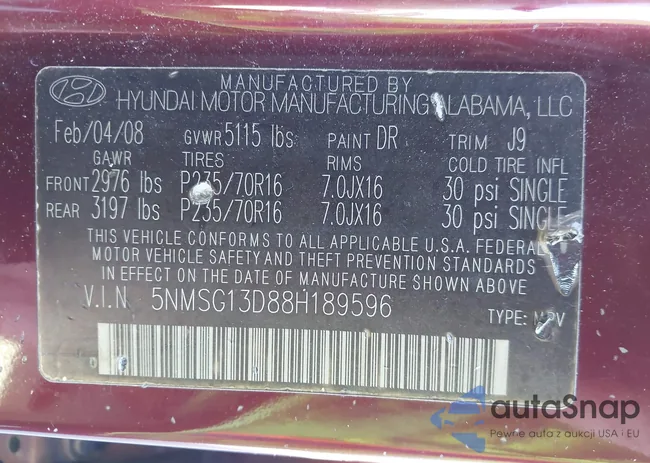 MANUFACTURED BY
HYUNDAI MOTOR MANUFACTURING ALABAMA, LLC
Feb/04/08 GVWR 5115 lbs PAINT DR TRIM J9
GAWR TIRES RIMS COLD TIRE INFL
FRONT 2976 lbs P235/70R16 7.0JX16 30 psi SINGLE
REAR 3197 lbs P235/70R16 7.0JX16 30 psi SINGLE
THIS VEHICLE CONFORMS TO ALL APPLICABLE U.S.A. FEDERAL
MOTOR VEHICLE SAFETY AND THEFT PREVENTION STANDARDS
IN EFFECT ON THE DATE OF MANUFACTURE SHOWN ABOVE
V.I.N 5NMSG13D88H189596
TYPE: MPV
autaSnap
Pewne auta z aukcji USA i EU